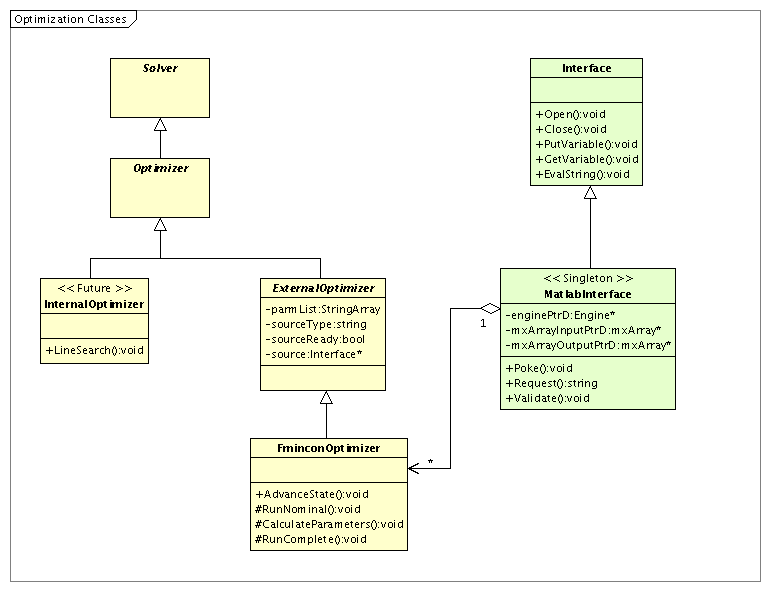 Optimization Classes
Solver
Optimizer
<< Future >>
InternalOptimizer
+LineSearch():void
ExternalOptimizer
-parmList:StringArray
-sourceType:string
-sourceReady:bool
-source:Interface*
FminconOptimizer
+AdvanceState():void
#RunNominal():void
#CalculateParameters():void
#RunComplete():void
Interface
+Open():void
+Close():void
+PutVariable():void
+GetVariable():void
+EvalString():void
<< Singleton >>
MatlabInterface
-enginePtrD:Engine*
-mxArrayInputPtrD:mxArray*
-mxArrayOutputPtrD:mxArray*
+Poke():void
+Request():string
+Validate():void
1
*